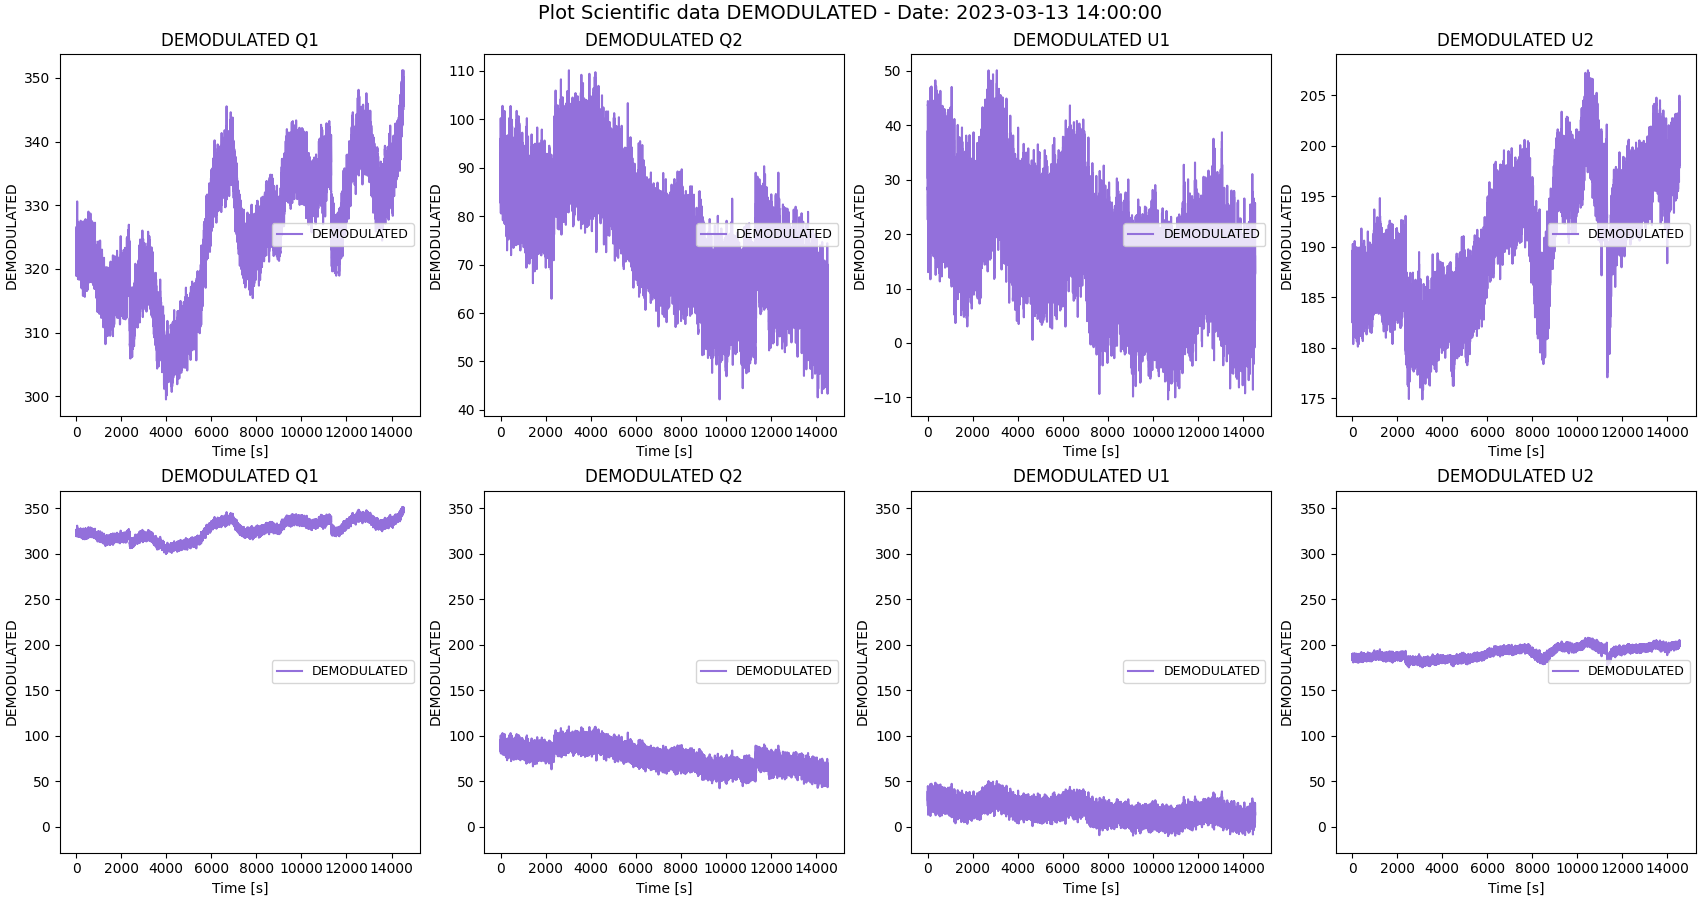 Plot Scientific data DEMODULATED - Date: 2023-03-13 14:00:00
DEMODULATED Q1
DEMODULATED
350
340
330
320
310
300
DEMODULATED
0 2000 4000 6000 8000 10000 12000 14000
Time [s]
DEMODULATED Q2
DEMODULATED
110
100
90
80
70
60
50
40
DEMODULATED
0 2000 4000 6000 8000 10000 12000 14000
Time [s]
DEMODULATED U1
DEMODULATED
50
40
30
20
10
0
−10
DEMODULATED
0 2000 4000 6000 8000 10000 12000 14000
Time [s]
DEMODULATED U2
DEMODULATED
205
200
195
190
185
180
175
DEMODULATED
0 2000 4000 6000 8000 10000 12000 14000
Time [s]
DEMODULATED Q1
DEMODULATED
350
300
250
200
150
100
50
0
DEMODULATED
0 2000 4000 6000 8000 10000 12000 14000
Time [s]
DEMODULATED Q2
DEMODULATED
350
300
250
200
150
100
50
0
DEMODULATED
0 2000 4000 6000 8000 10000 12000 14000
Time [s]
DEMODULATED U1
DEMODULATED
350
300
250
200
150
100
50
0
DEMODULATED
0 2000 4000 6000 8000 10000 12000 14000
Time [s]
DEMODULATED U2
DEMODULATED
350
300
250
200
150
100
50
0
DEMODULATED
0 2000 4000 6000 8000 10000 12000 14000
Time [s]